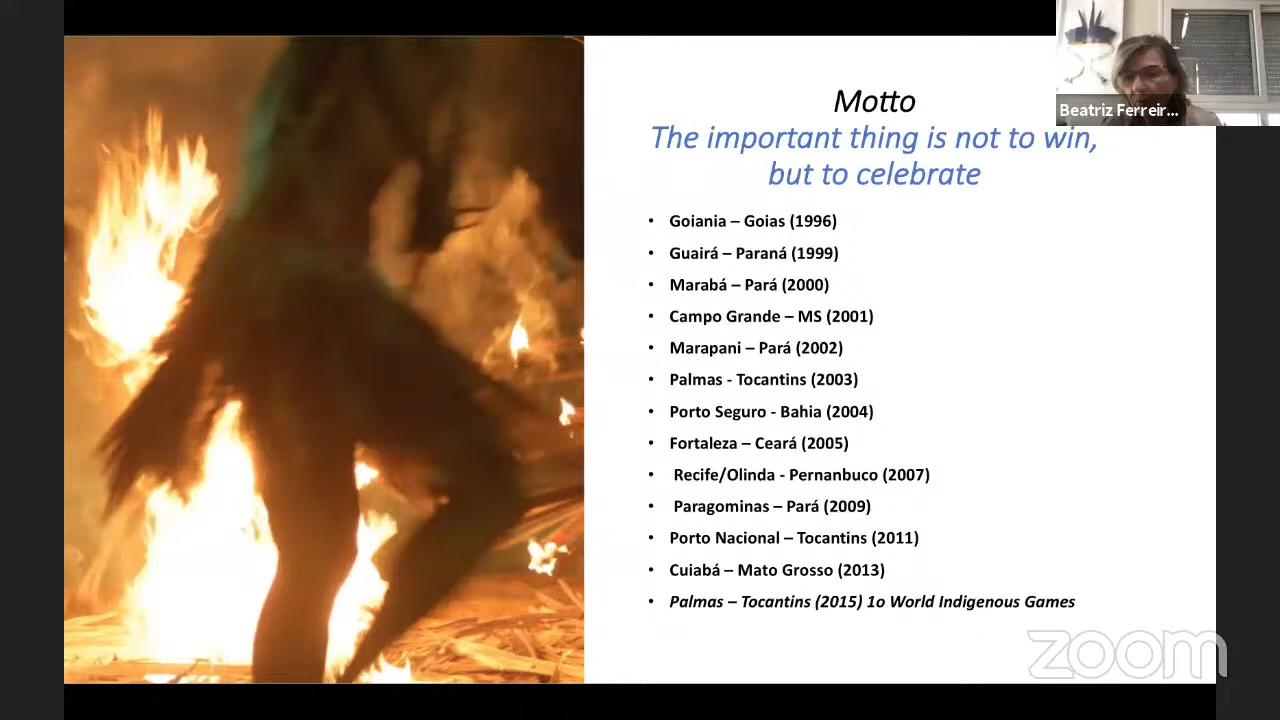 Motto
The important thing is not to win,
but to celebrate
Beatriz Ferreir...
• Goiania – Goias (1996)
• Guairá – Paraná (1999)
• Marabá – Pará (2000)
• Campo Grande – MS (2001)
• Marapani – Pará (2002)
• Palmas - Tocantins (2003)
• Porto Seguro - Bahia (2004)
• Fortaleza – Ceará (2005)
• Recife/Olinda - Pernanbuco (2007)
• Paragominas – Pará (2009)
• Porto Nacional – Tocantins (2011)
• Cuiabá – Mato Grosso (2013)
• Palmas – Tocantins (2015) 1o World Indigenous Games
zoom